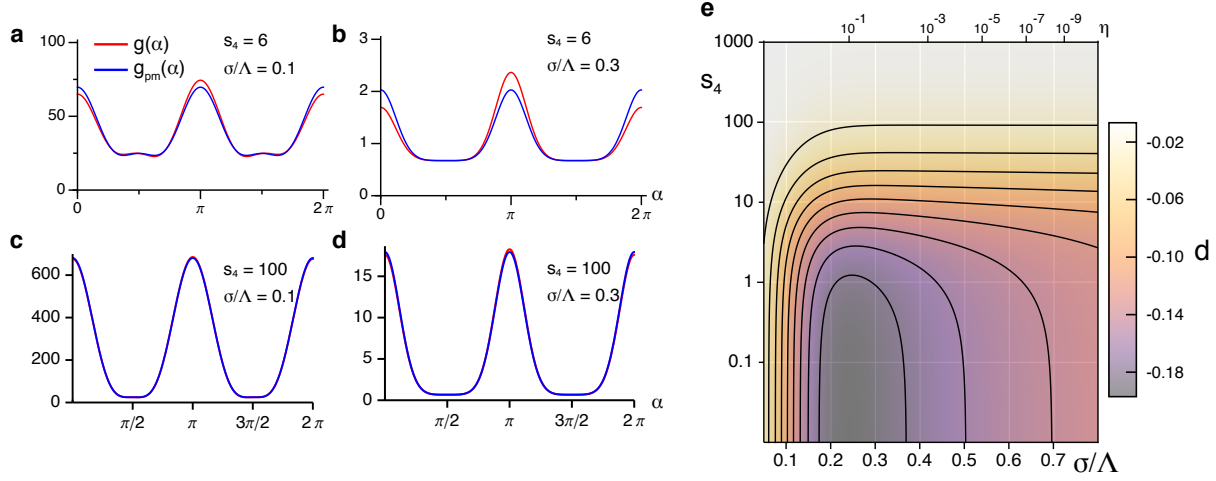 a
g(α)
g_pm(α)
s₄ = 6
σ/Λ = 0.1
100
50
0
0
π
2 π
b
s₄ = 6
σ/Λ = 0.3
3
2
1
0
0
π
2 π
α
c
s₄ = 100
σ/Λ = 0.1
600
400
200
0
π/2
π
3π/2
2 π
d
s₄ = 100
σ/Λ = 0.3
15
10
5
0
π/2
π
3π/2
2 π
α
e
10⁻¹ 10⁻³ 10⁻⁵ 10⁻⁷ 10⁻⁹ η
1000
s₄
100
10
1
0.1
0.1 0.2 0.3 0.4 0.5 0.6 0.7 σ/Λ
-0.02
-0.06
-0.10
-0.14
-0.18
d